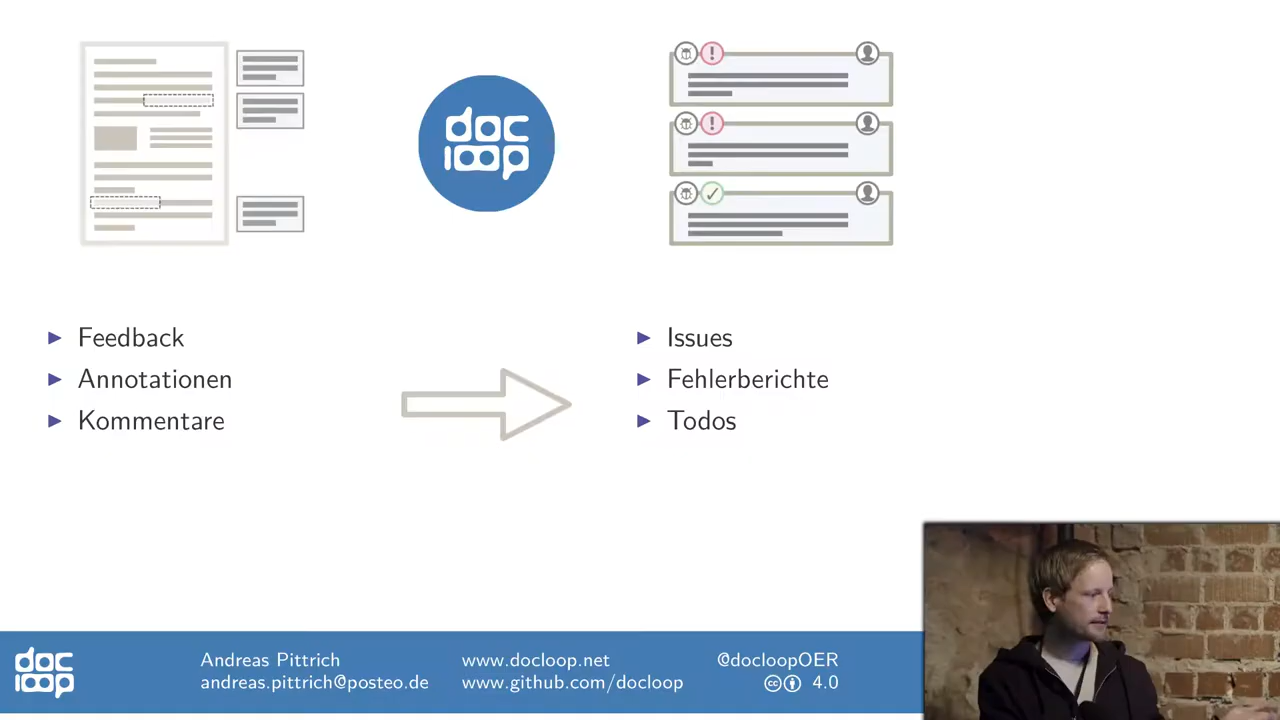 doc
loop
Feedback
Annotationen
Kommentare
Issues
Fehlerberichte
Todos
doc
loop
Andreas Pittrich
andreas.pittrich@posteo.de
www.docloop.net
www.github.com/docloop
@docloopOER
cc 4.0